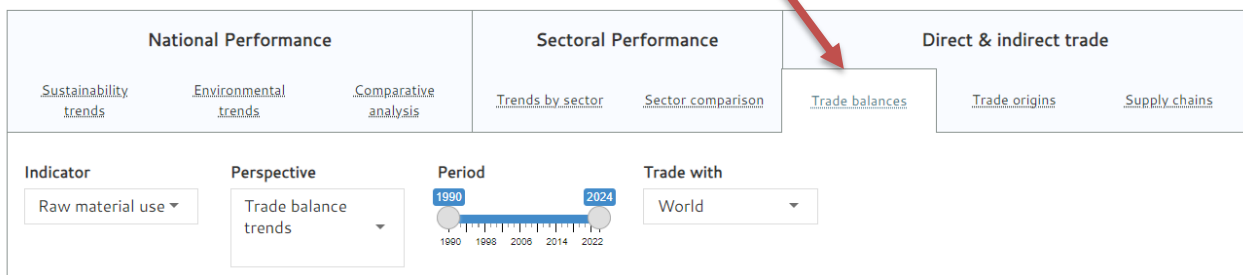 National Performance
Sectoral Performance
Direct & indirect trade
Sustainability
trends
Environmental
trends
Comparative
analysis
Trends by sector
Sector comparison
Trade balances
Trade origins
Supply chains
Indicator
Raw material use
Perspective
Trade balance
trends
Period
1990
2024
1990 1998 2006 2014 2022
Trade with
World